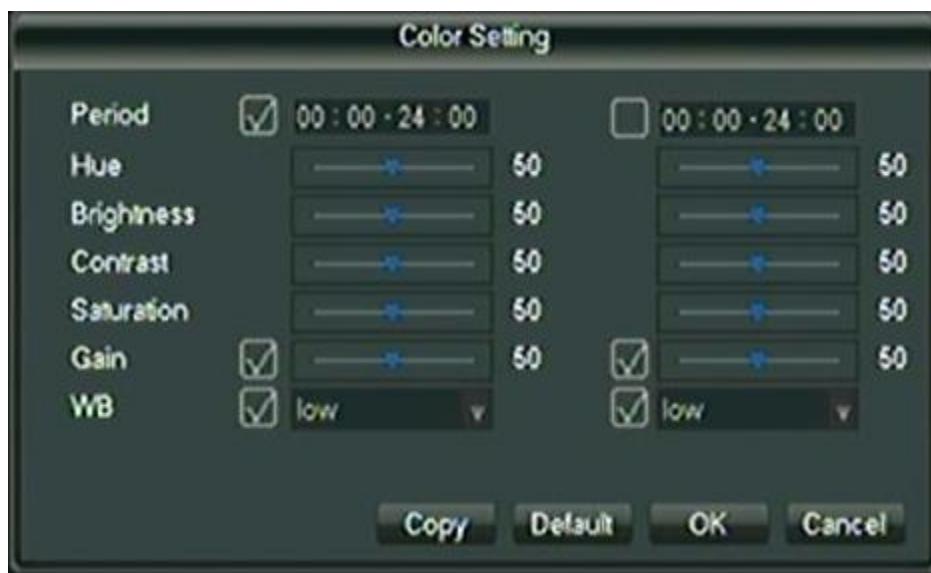 Color Setting
Period 00 : 00 - 24 : 00 00 : 00 - 24 : 00
Hue 50 50
Brightness 50 50
Contrast 50 50
Saturation 50 50
Gain 50 50
WB low low
Copy Default OK Cancel